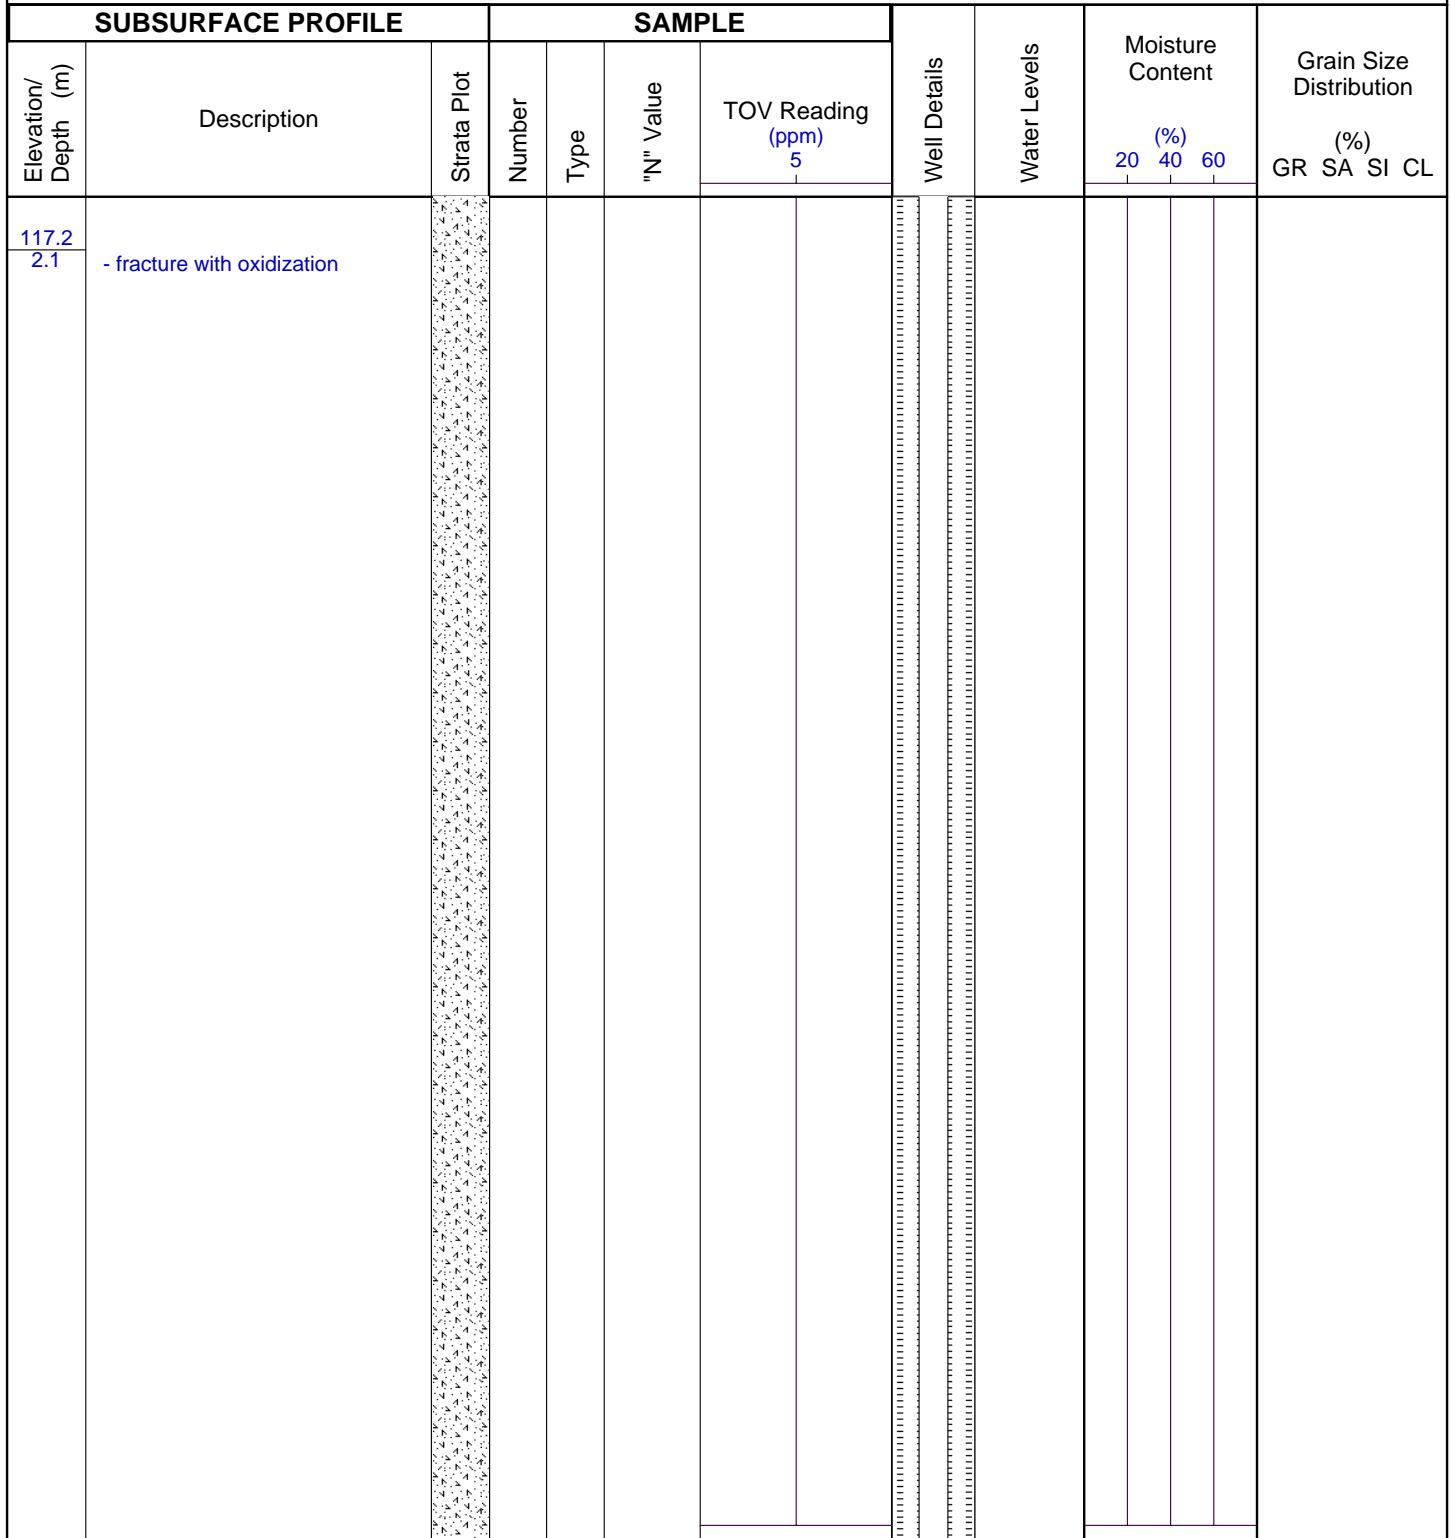 SUBSURFACE PROFILE
SAMPLE
Elevation/
Depth (m)
Description
Strata Plot
Number
Type
"N" Value
TOV Reading
(ppm)
5
Well Details
Water Levels
Moisture
Content
(%)
20 40 60
Grain Size
Distribution
(%)
GR SA SI CL
117.2
2.1
- fracture with oxidization